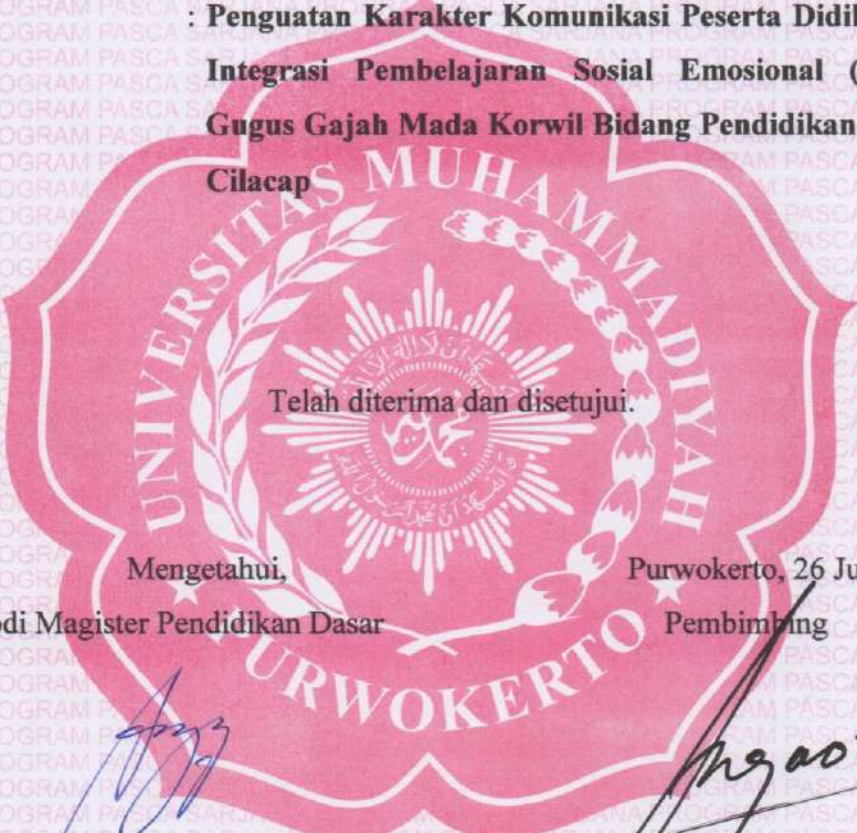 : Penguatan Karakter Komunikasi Peserta Didik
Integrasi Pembelajaran Sosial Emosional (
Gugus Gajah Mada Korwil Bidang Pendidikan
Cilacap
UNIVERSITAS MUHAMMADIYAH
Telah diterima dan disetujui.
Mengetahui,
Purwokerto, 26 Ju
Magister Pendidikan Dasar
Pembimbing
PURWOKERTO